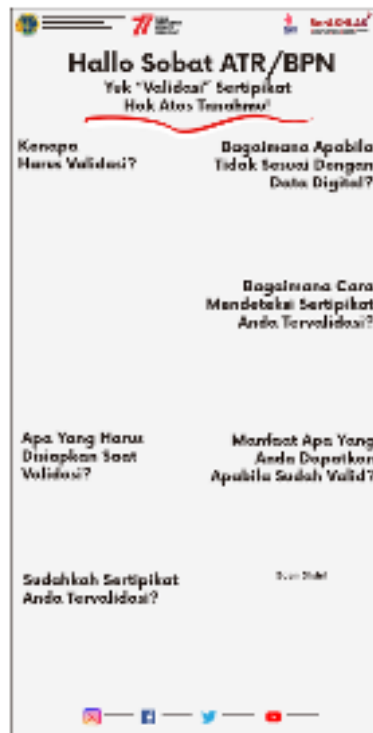 Hallo Sobat ATR/BPN
Yuk "Validasi" Sertipikat
Hak Atas Tanahmu!
Kenapa
Harus Validasi?
Bagaimana Apabila
Tidak Sesuai Dengan
Data Digital?
Bagaimana Cara
Mendeteksi Sertipikat
Anda Tervalidasi?
Apa Yang Harus
Disiapkan Saat
Validasi?
Manfaat Apa Yang
Anda Dapatkan
Apabila Sudah Valid?
Sudahkah Sertipikat
Anda Tervalidasi?